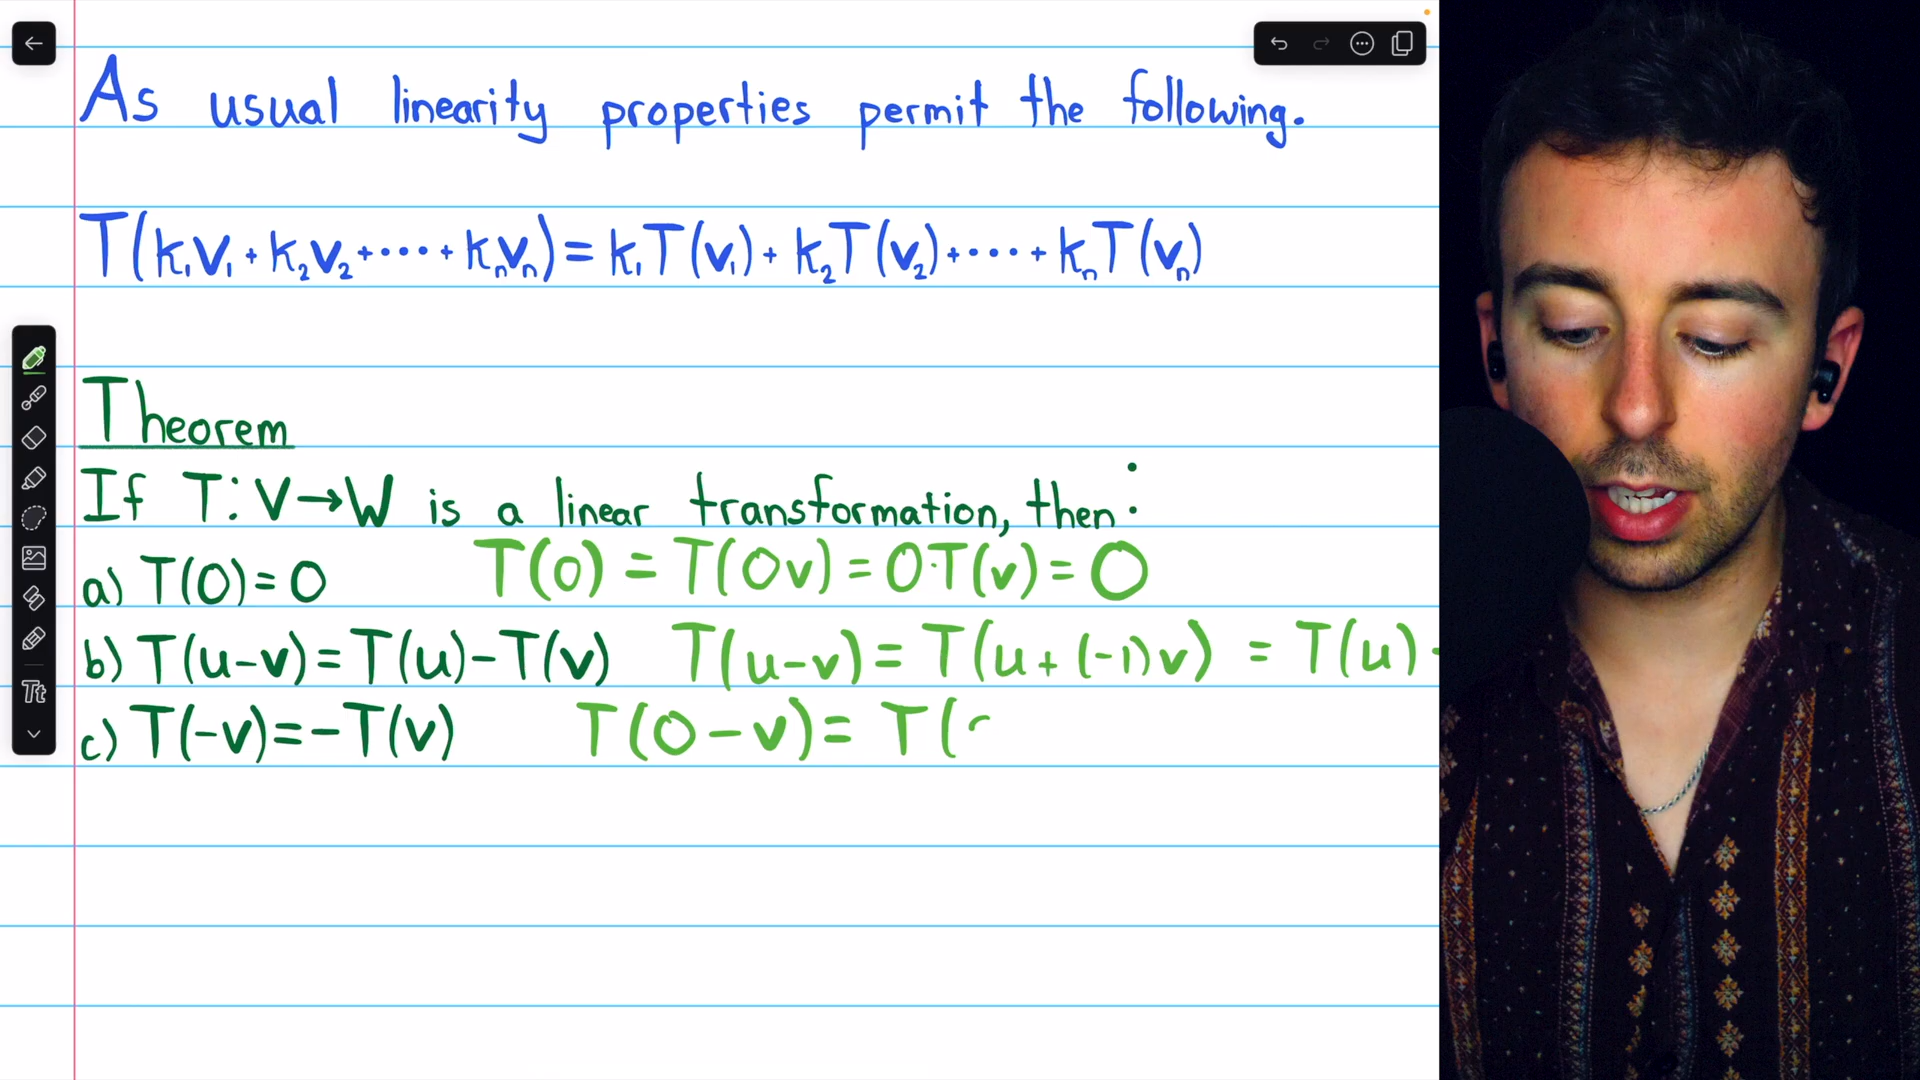 As usual linearity properties permit the following.
T(k₁v₁ + k₂v₂ + ··· + kₙvₙ) = k₁T(v₁) + k₂T(v₂) + ··· + kₙT(vₙ)
Theorem
If T: V→W is a linear transformation, then:
a) T(0) = 0 T(0) = T(0v) = 0·T(v) = 0
b) T(u-v) = T(u) - T(v) T(u-v) = T(u + (-1)v) = T(u) -
c) T(-v) = -T(v) T(0-v) = T(
Tt